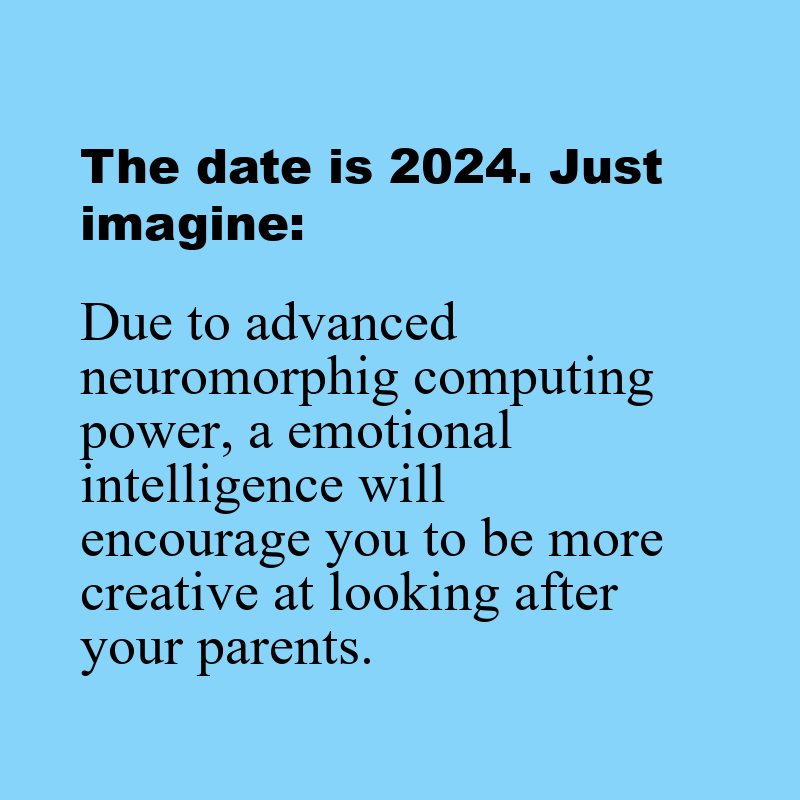 The date is 2024. Just
imagine:
Due to advanced
neuromorphig computing
power, a emotional
intelligence will
encourage you to be more
creative at looking after
your parents.